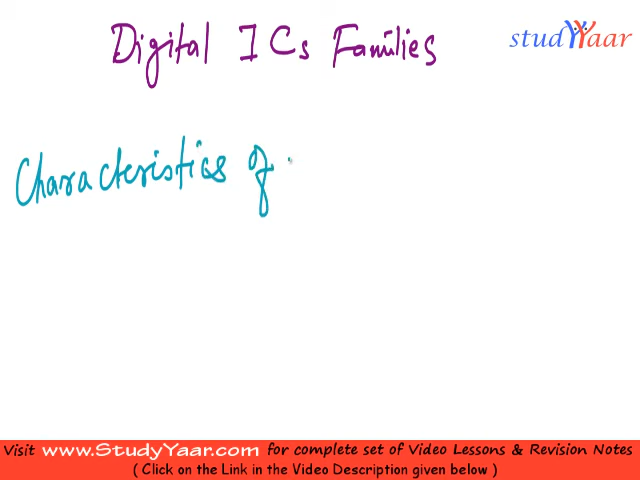 Digital ICs Families
studYYaar
Characteristics of
Visit www.StudyYaar.com for complete set of Video Lessons & Revision Notes
( Click on the Link in the Video Description given below )